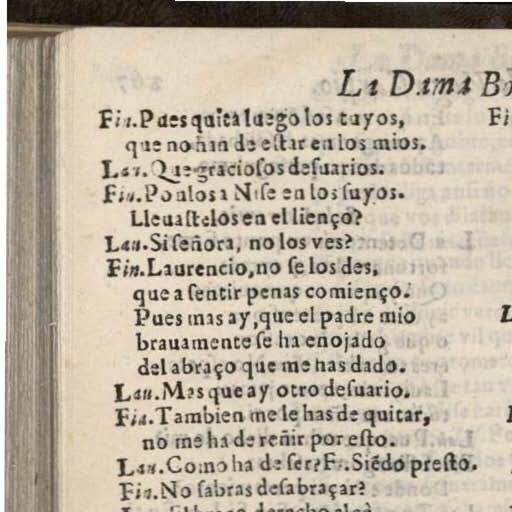 La Dama Bo
Fin.Pues quita luego los tuyos,
que no han de estar en los mios.
Lau.Que graciosos desuarios.
Fin.Ponlos a Nise en los suyos.
Lleuastelos en el lienço?
Lau.Si señora, no los ves?
Fin.Laurencio, no se los des,
que a sentir penas comienço.
Pues mas ay, que el padre mio
brauamente se ha enojado
del abraço que me has dado.
Lau.Mas que ay otro desuario.
Fin.Tambien me le has de quitar,
no me ha de reñir por esto.
Lau.Como ha de ser? Fi.Siẽdo presto.
Fin.No sabras desabraçar?